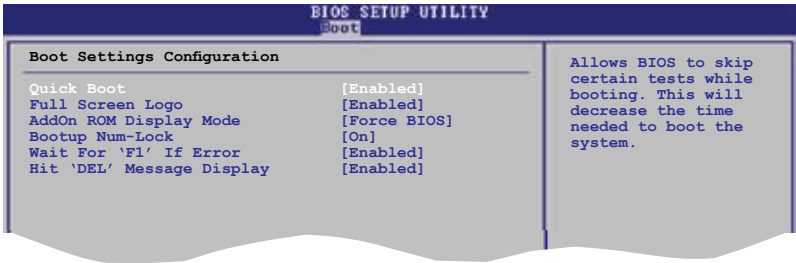 BIOS SETUP UTILITY
Boot
Boot Settings Configuration
Quick Boot [Enabled]
Full Screen Logo [Enabled]
AddOn ROM Display Mode [Force BIOS]
Bootup Num-Lock [On]
Wait For ‘F1’ If Error [Enabled]
Hit ‘DEL’ Message Display [Enabled]
Allows BIOS to skip
certain tests while
booting. This will
decrease the time
needed to boot the
system.